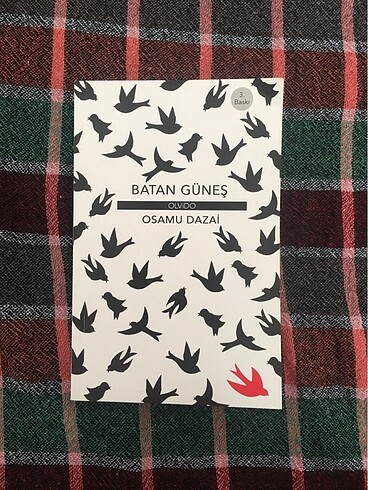 3.
Baskı
BATAN GÜNEŞ
OLVIDO
OSAMU DAZAİ